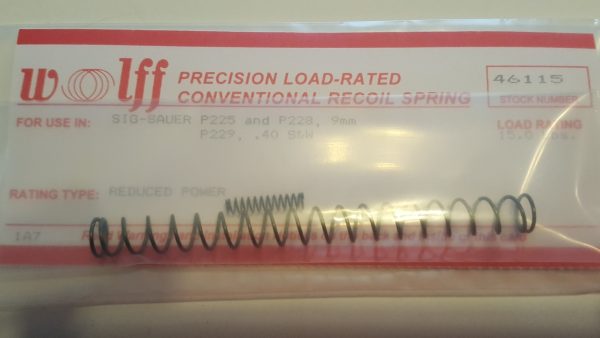 wolff
PRECISION LOAD-RATED
CONVENTIONAL RECOIL SPRING
46115
STOCK NUMBER
FOR USE IN: SIG-SAUER P225 and P228, 9mm
P229, .40 S&W
LOAD RATING
RATING TYPE: REDUCED POWER
1A7